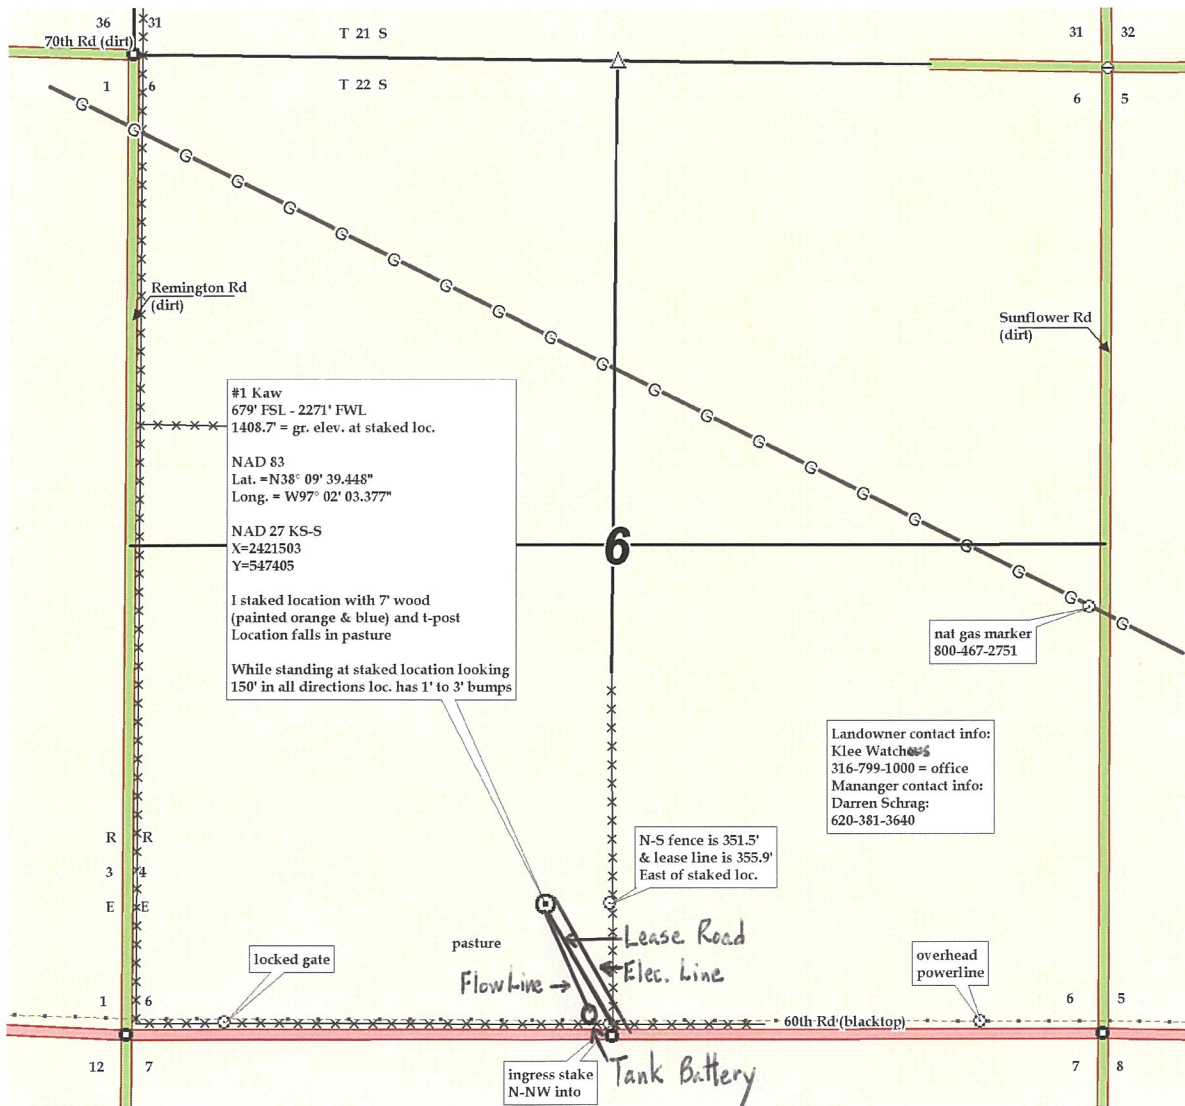 36
31
T 21 S
31
32
70th Rd (dirt)
1
6
T 22 S
6
5
G G G G G G G G G G G G G G G G G G G G G
Remington Rd
(dirt)
Sunflower Rd
(dirt)
#1 Kaw
679' FSL - 2271' FWL
1408.7' = gr. elev. at staked loc.
NAD 83
Lat. =N38° 09' 39.448"
Long. = W97° 02' 03.377"
NAD 27 KS-S
X=2421503
Y=547405
I staked location with 7' wood
(painted orange & blue) and t-post
Location falls in pasture
While standing at staked location looking
150' in all directions loc. has 1' to 3' bumps
6
nat gas marker
800-467-2751
Landowner contact info:
Klee Watchous
316-799-1000 = office
Mananger contact info:
Darren Schrag:
620-381-3640
N-S fence is 351.5'
& lease line is 355.9'
East of staked loc.
R R
3 4
E E
pasture
Lease Road
locked gate
Flow Line
Elec. Line
overhead
powerline
1
6
6
5
60th Rd (blacktop)
12
7
ingress stake
N-NW into
Tank Battery
7
8